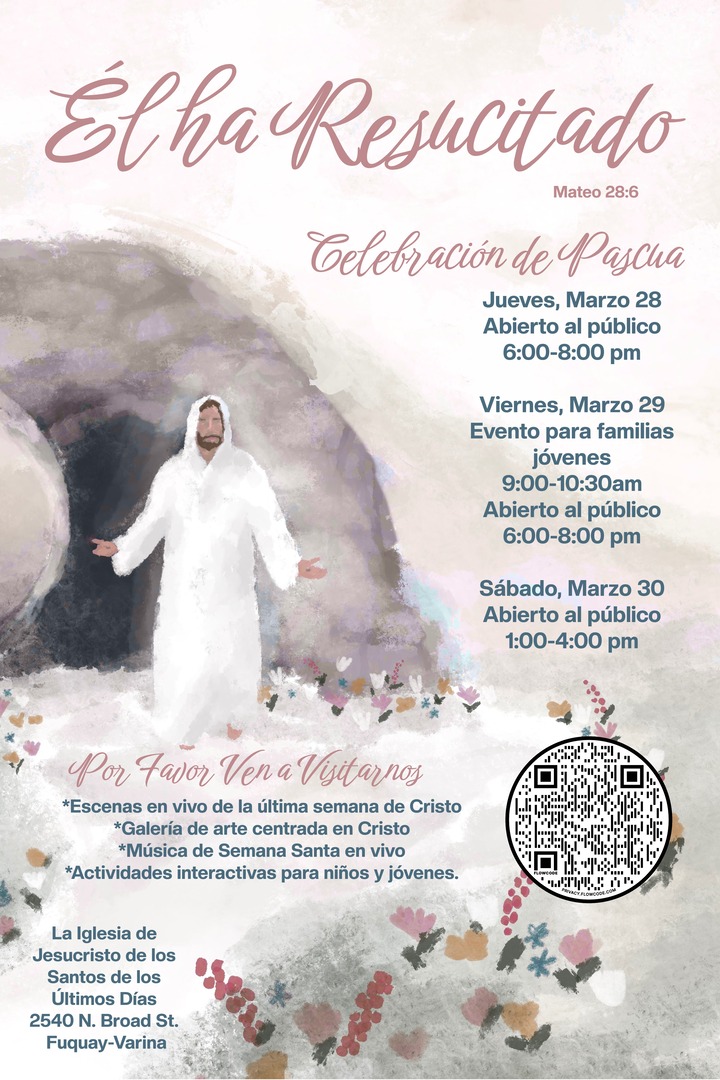 Él ha Resucitado
Mateo 28:6
Celebración de Pascua
Jueves, Marzo 28
Abierto al público
6:00-8:00 pm
Viernes, Marzo 29
Evento para familias
jóvenes
9:00-10:30am
Abierto al público
6:00-8:00 pm
Sábado, Marzo 30
Abierto al público
1:00-4:00 pm
Por Favor Ven a Visitarnos
*Escenas en vivo de la última semana de Cristo
*Galería de arte centrada en Cristo
*Música de Semana Santa en vivo
*Actividades interactivas para niños y jóvenes.
FLOWCODE
PRIVACY.FLOWCODE.COM
La Iglesia de
Jesucristo de los
Santos de los
Últimos Días
2540 N. Broad St.
Fuquay-Varina